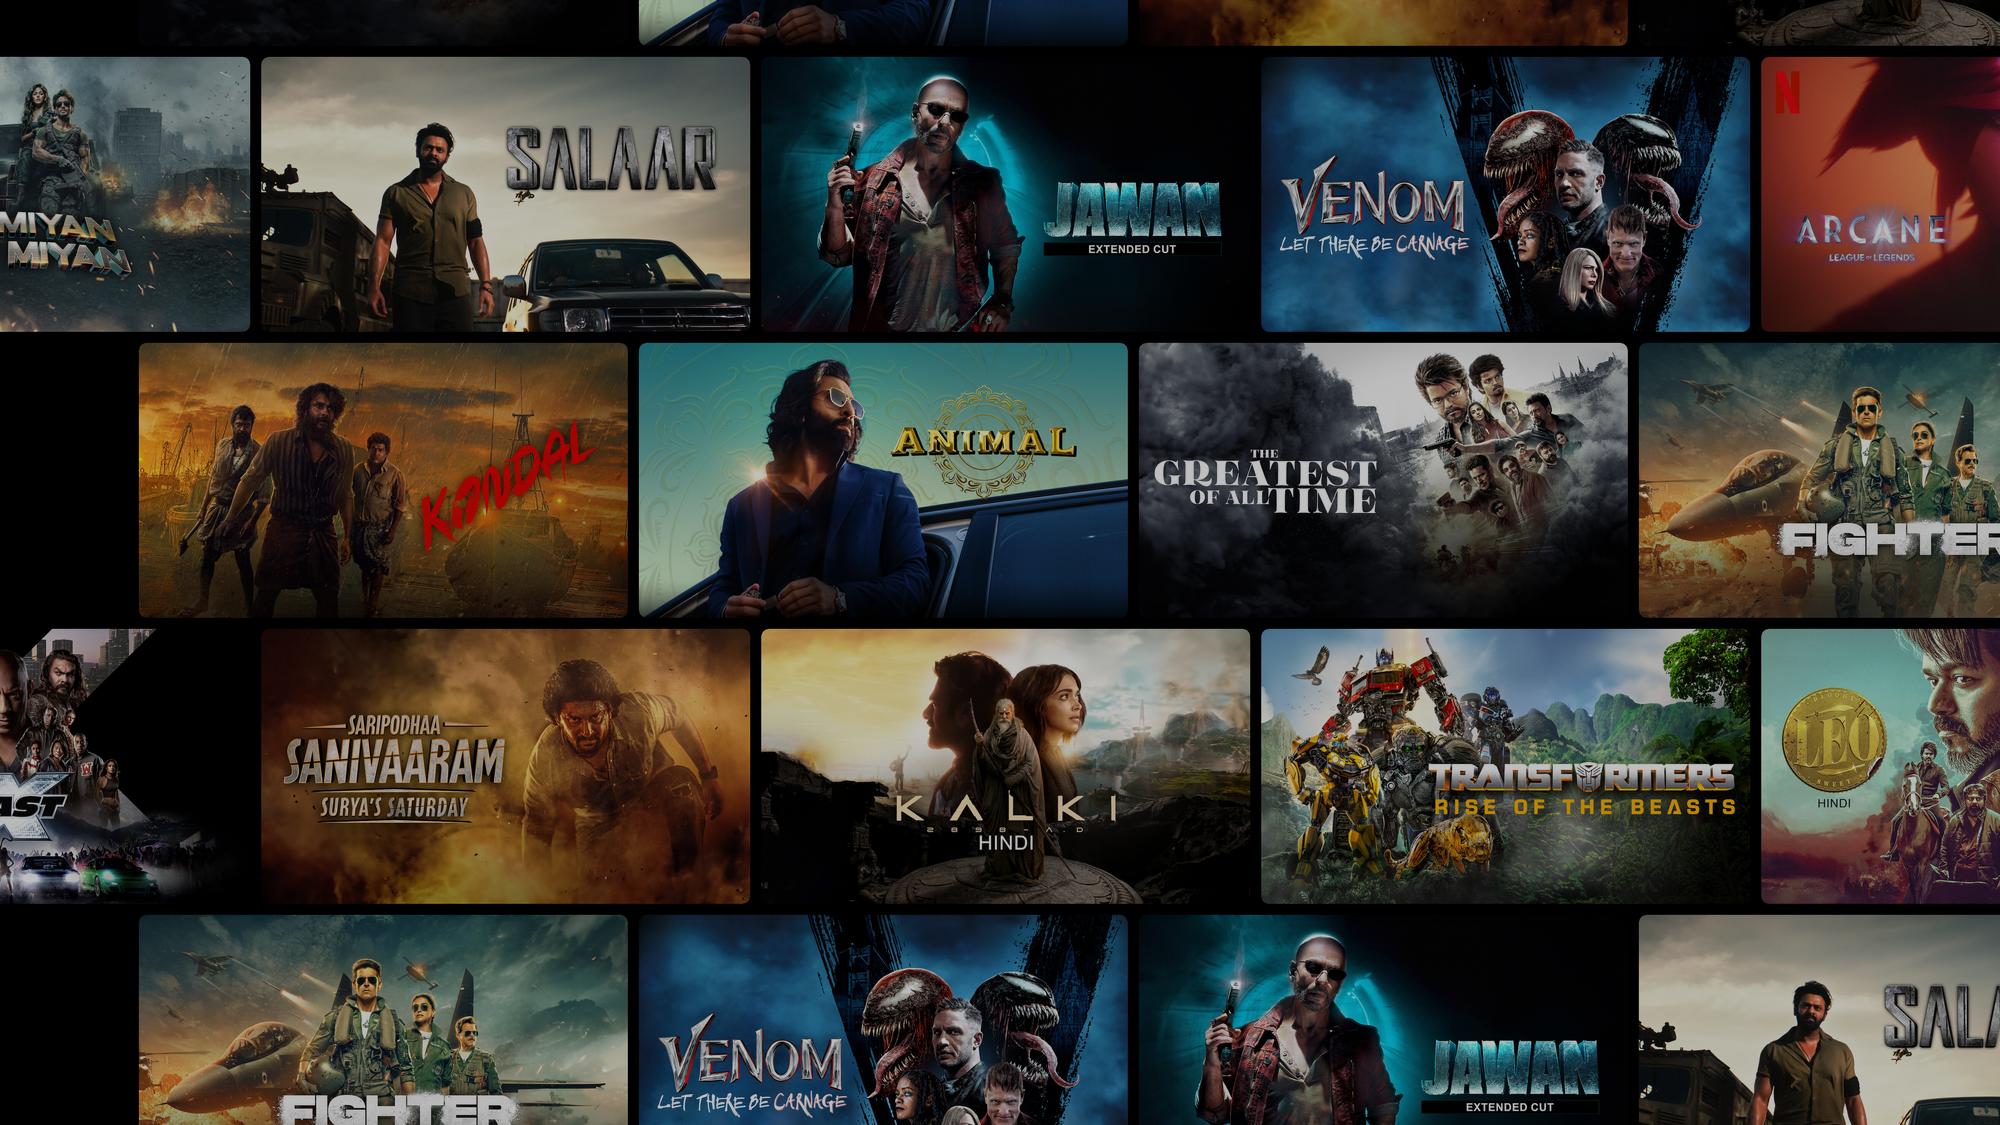 MIYAN
MIYAN
SALAAR
JAWAN
EXTENDED CUT
VENOM
LET THERE BE CARNAGE
N
ARCANE
LEAGUE OF LEGENDS
KONDAL
ANIMAL
THE
GREATEST
OF ALL TIME
FIGHTER
FAST
X
SARIPODHAA
SANIVAARAM
SURYA'S SATURDAY
KALKI
2898-AD
HINDI
TRANSFORMERS
RISE OF THE BEASTS
LEO
HINDI
FIGHTER
VENOM
LET THERE BE CARNAGE
JAWAN
EXTENDED CUT
SALA